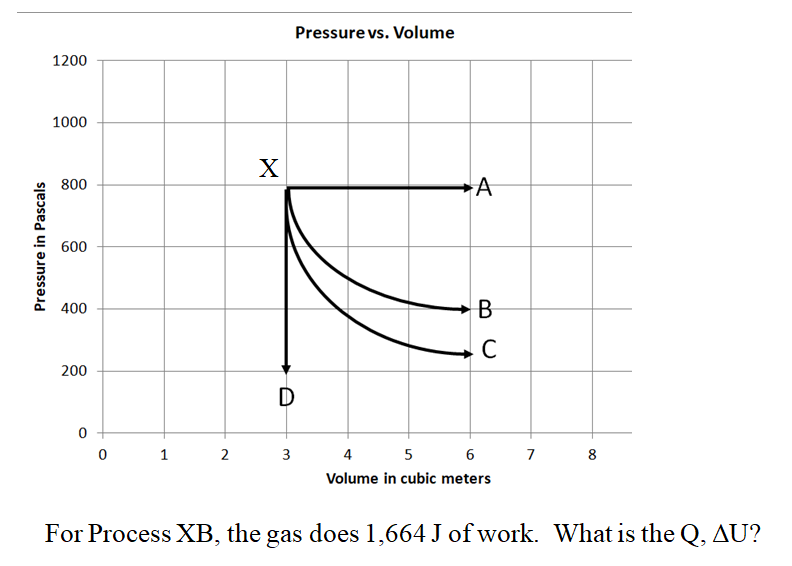 Pressure vs. Volume
1200
1000
X
800
A
600
Pressure in Pascals
400
B
C
200
D
0
0 1 2 3 4 5 6 7 8
Volume in cubic meters
For Process XB, the gas does 1,664 J of work. What is the Q, ΔU?